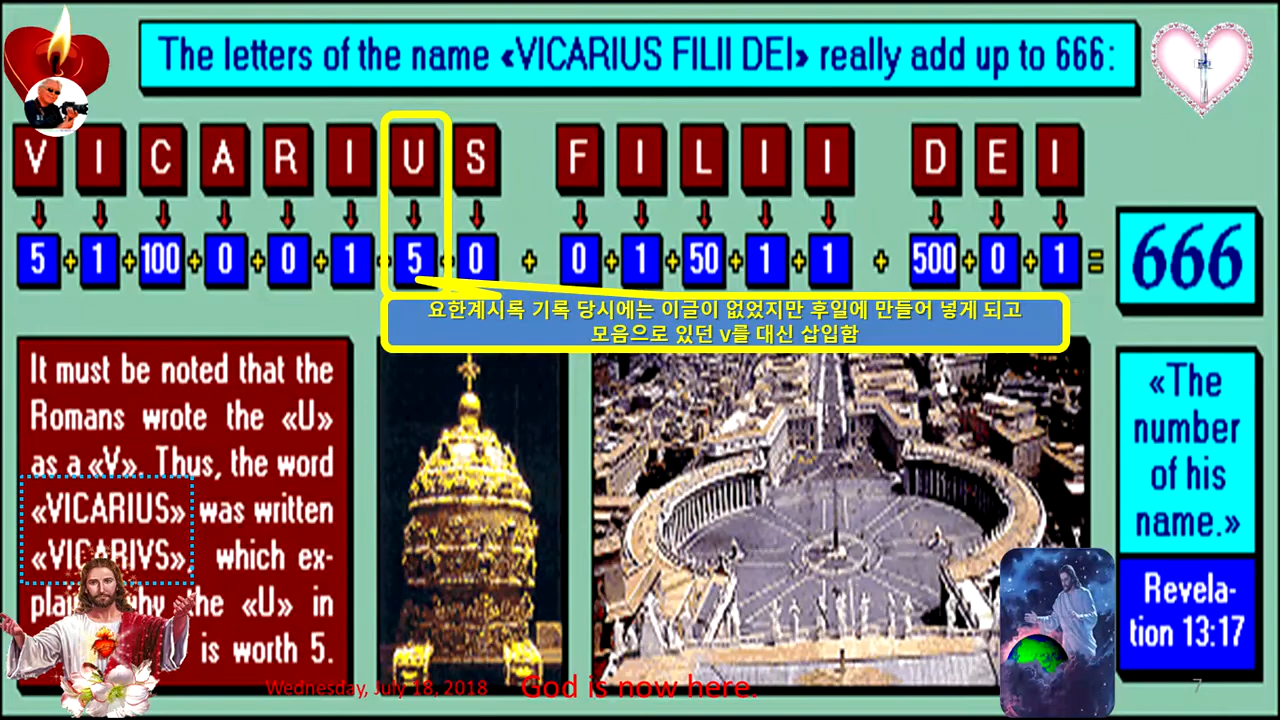 The letters of the name «VICARIUS FILII DEI» really add up to 666:
V I C A R I U S F I L I I D E I
5 + 1 + 100 + 0 + 0 + 1 + 5 + 0 + 0 + 1 + 50 + 1 + 1 + 500 + 0 + 1 =
666
요한계시록 기록 당시에는 이글이 없었지만 후일에 만들어 넣게 되고
모음으로 있던 v를 대신 삽입함
It must be noted that the
Romans wrote the «U»
as a «V». Thus, the word
«VICARIUS» was written
«VICARIVS», which ex-
the «U» in
is worth 5.
«The
number
of his
name.»
Revela-
tion 13:17
Wednesday, July 18, 2018 God is now here.
7